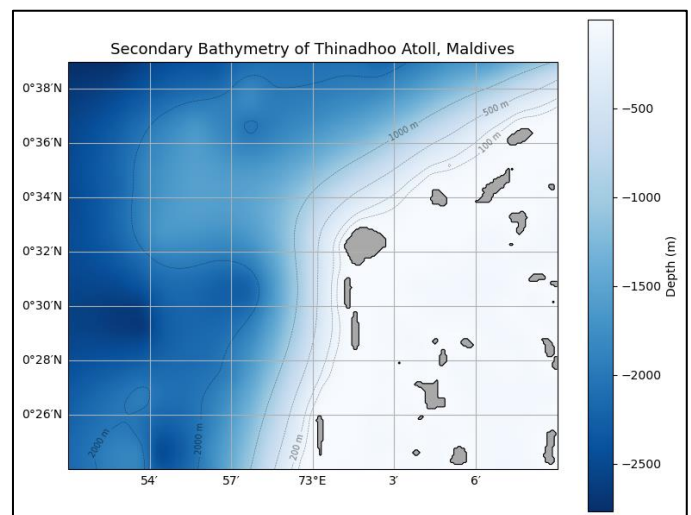 Secondary Bathymetry of Thinadhoo Atoll, Maldives
0°38′N
0°36′N
0°34′N
0°32′N
0°30′N
0°28′N
0°26′N
54′
57′
73°E
3′
6′
1000 m
500 m
100 m
2000 m
2000 m
200 m
−500
−1000
−1500
−2000
−2500
Depth (m)